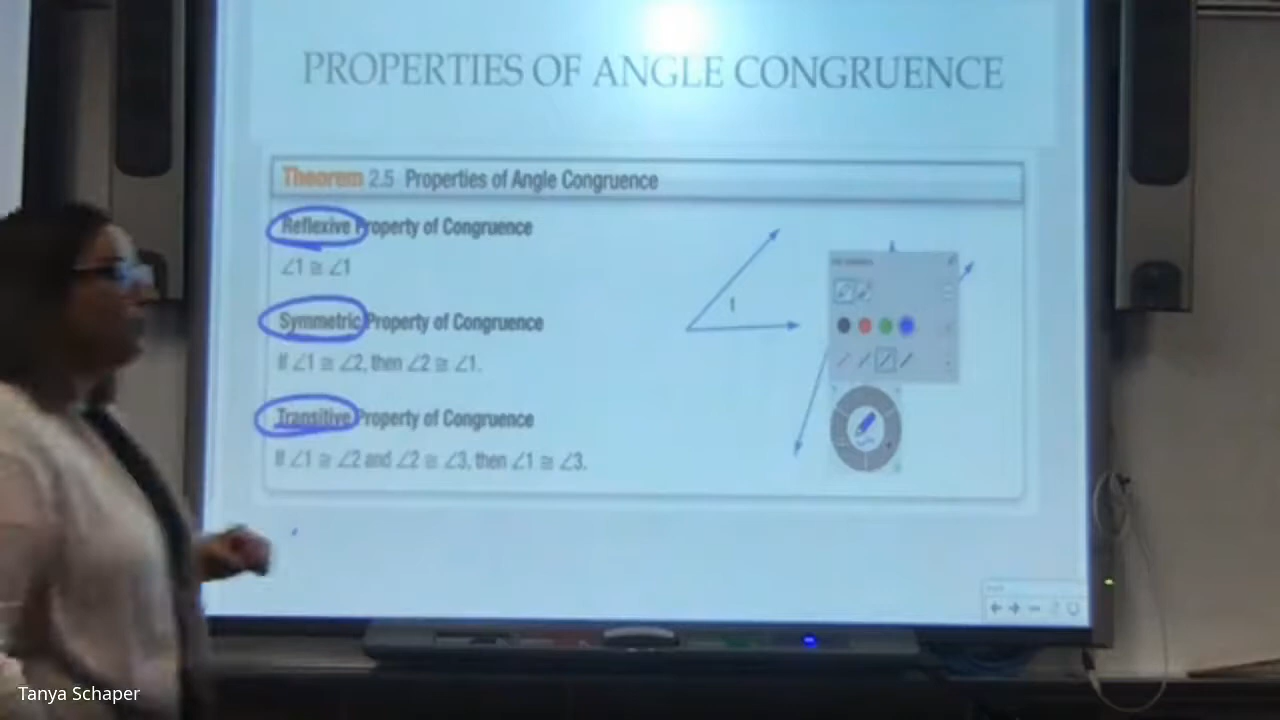 PROPERTIES OF ANGLE CONGRUENCE
Theorem 2.5 Properties of Angle Congruence
Reflexive Property of Congruence
∠1 ≅ ∠1
1
Symmetric Property of Congruence
If ∠1 ≅ ∠2, then ∠2 ≅ ∠1.
Transitive Property of Congruence
If ∠1 ≅ ∠2 and ∠2 ≅ ∠3, then ∠1 ≅ ∠3.
Tanya Schaper